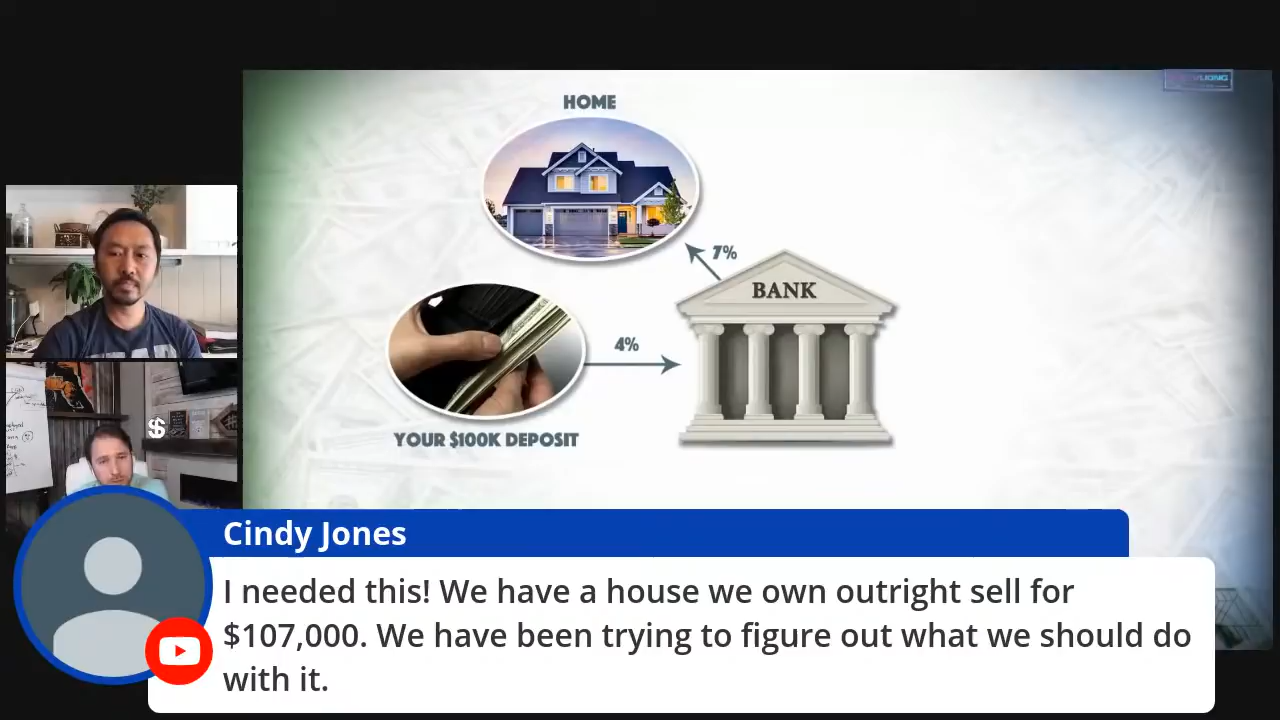 HOME
7%
BANK
4%
YOUR $100K DEPOSIT
$
Cindy Jones
I needed this! We have a house we own outright sell for
$107,000. We have been trying to figure out what we should do
with it.